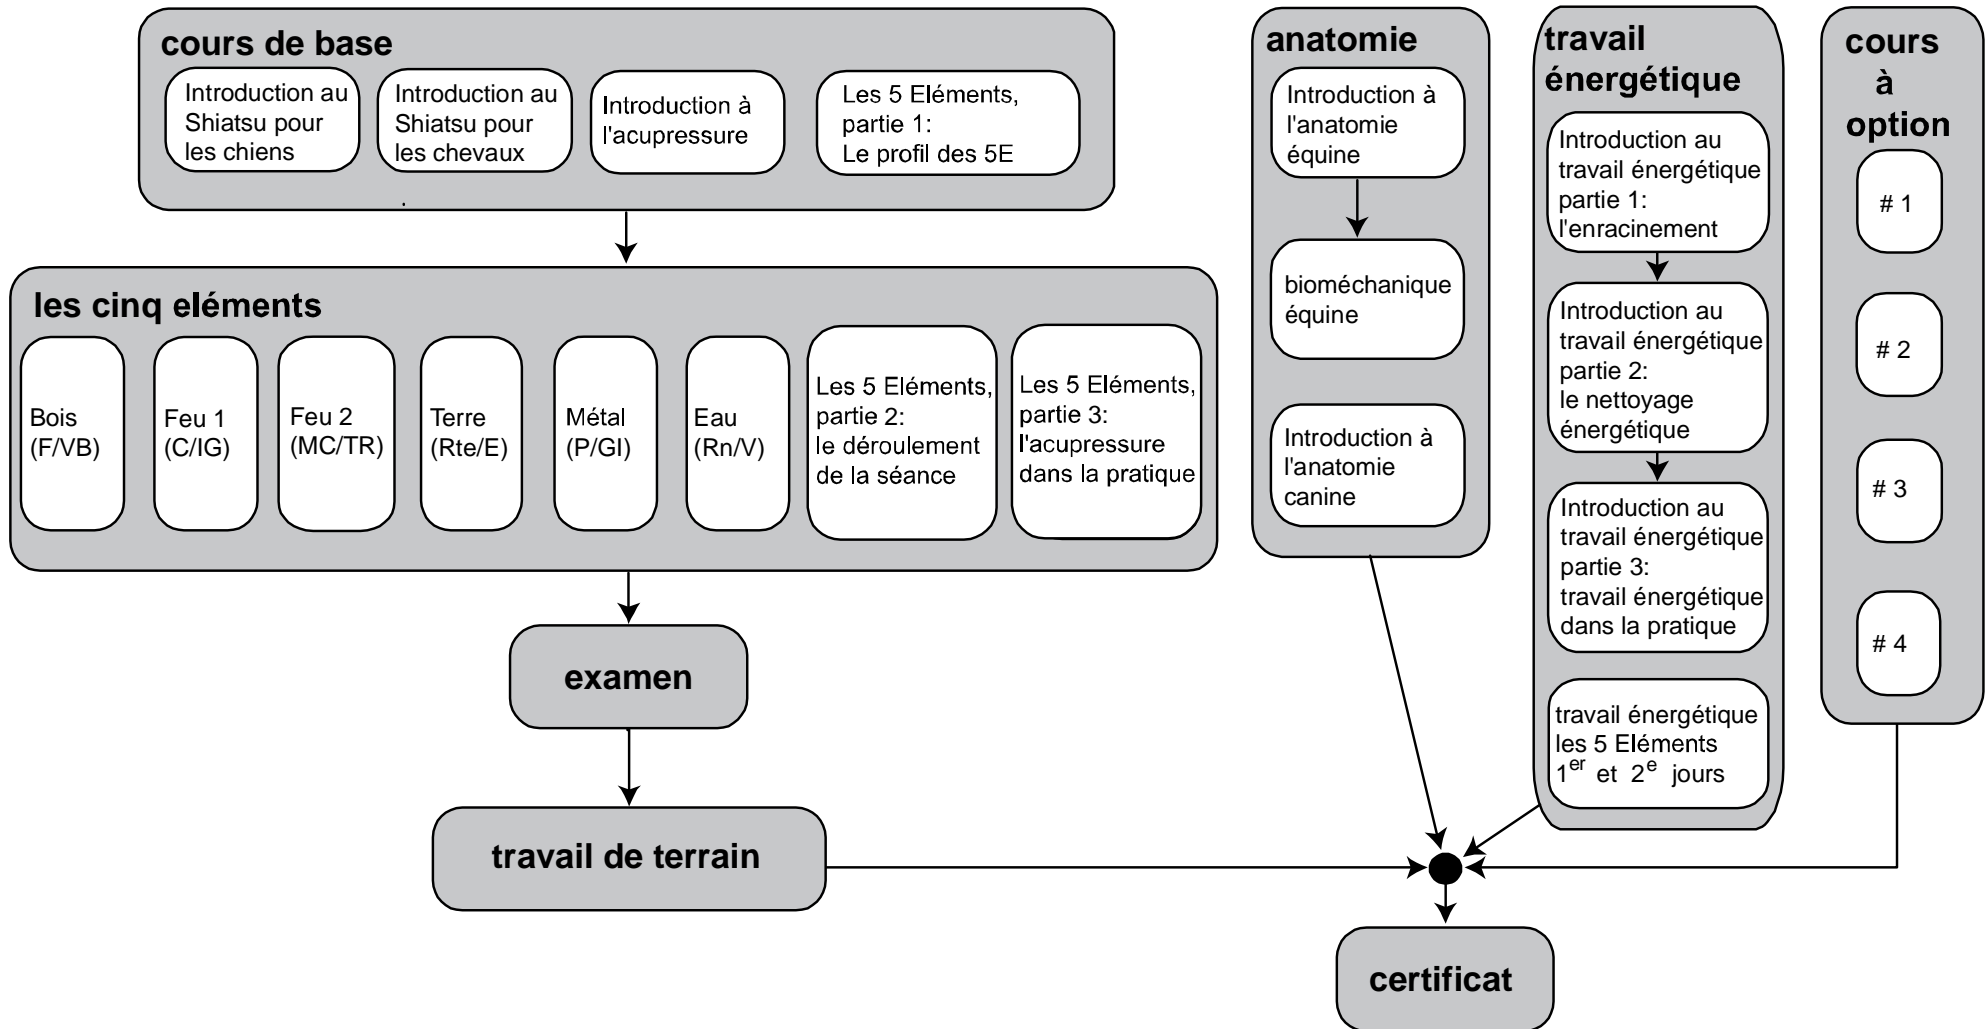 cours de base
Introduction au
Shiatsu pour
les chiens
Introduction au
Shiatsu pour
les chevaux
Introduction à
l'acupressure
Les 5 Eléments,
partie 1:
Le profil des 5E
les cinq eléments
Bois
(F/VB)
Feu 1
(C/IG)
Feu 2
(MC/TR)
Terre
(Rte/E)
Métal
(P/GI)
Eau
(Rn/V)
Les 5 Eléments,
partie 2:
le déroulement
de la séance
Les 5 Eléments,
partie 3:
l'acupressure
dans la pratique
examen
travail de terrain
anatomie
Introduction à
l'anatomie
équine
bioméchanique
équine
Introduction à
l'anatomie
canine
travail
énergétique
Introduction au
travail énergétique
partie 1:
l'enracinement
Introduction au
travail énergétique
partie 2:
le nettoyage
énergétique
Introduction au
travail énergétique
partie 3:
travail énergétique
dans la pratique
travail énergétique
les 5 Eléments
1er et 2e jours
cours
à
option
# 1
# 2
# 3
# 4
certificat